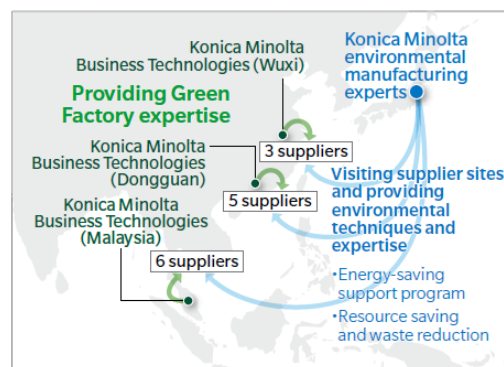 Konica Minolta
Business Technologies (Wuxi)
Konica Minolta
environmental
manufacturing
experts
Providing Green
Factory expertise
3 suppliers
Konica Minolta
Business Technologies
(Dongguan)
5 suppliers
Visiting supplier sites
and providing
environmental
techniques and
expertise
Konica Minolta
Business Technologies
(Malaysia)
6 suppliers
・Energy-saving
support program
・Resource saving
and waste reduction